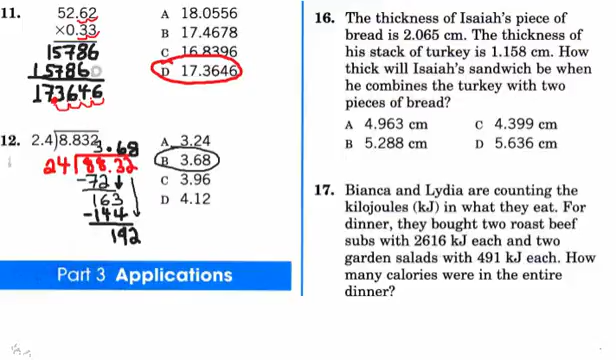 11. 52.62
×0.33
15786
157860
173646
A 18.0556
B 17.4678
C 16.8396
D 17.3646
12. 2.4)8.832
3.68
24)88.32
-72
163
-144
192
A 3.24
B 3.68
C 3.96
D 4.12
Part 3 Applications
16. The thickness of Isaiah's piece of
bread is 2.065 cm. The thickness of
his stack of turkey is 1.158 cm. How
thick will Isaiah's sandwich be when
he combines the turkey with two
pieces of bread?
A 4.963 cm C 4.399 cm
B 5.288 cm D 5.636 cm
17. Bianca and Lydia are counting the
kilojoules (kJ) in what they eat. For
dinner, they bought two roast beef
subs with 2616 kJ each and two
garden salads with 491 kJ each. How
many calories were in the entire
dinner?